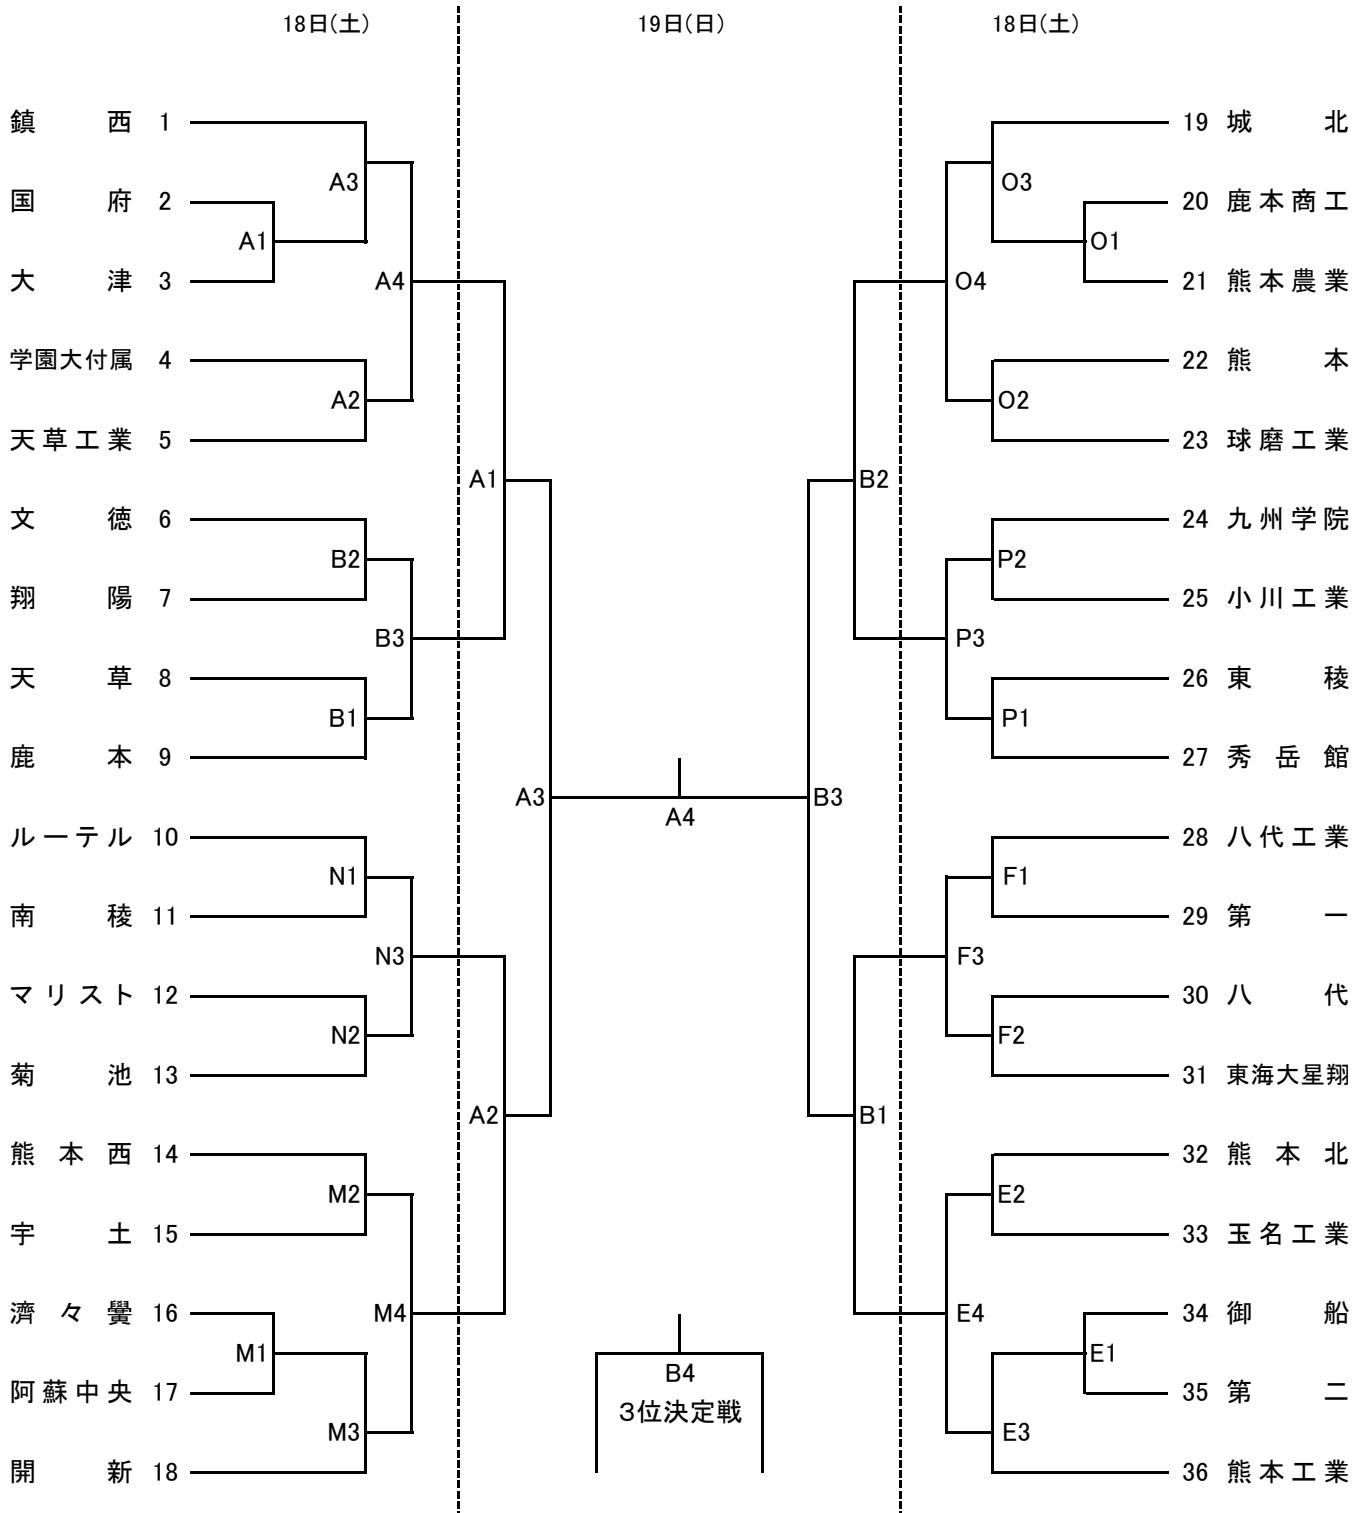 18日(土) 19日(日) 18日(土)
鎮西 1
A3
国府 2
A1
大津 3
A4
学園大付属 4
A2
天草工業 5
A1
文徳 6
B2
翔陽 7
B3
天草 8
B1
鹿本 9
A3
ルーテル 10
N1
南稜 11
N3
マリスト 12
N2
菊池 13
A2
熊本西 14
M2
宇土 15
M4
済々黌 16
M1
阿蘇中央 17
M3
開新 18
A4
B4
3位決定戦
19 城北
O3
20 鹿本商工
O1
21 熊本農業
O4
22 熊本
O2
23 球磨工業
B2
24 九州学院
P2
25 小川工業
P3
26 東稜
P1
27 秀岳館
B3
28 八代工業
F1
29 第一
F3
30 八代
F2
31 東海大星翔
B1
32 熊本北
E2
33 玉名工業
E4
34 御船
E1
35 第二
E3
36 熊本工業